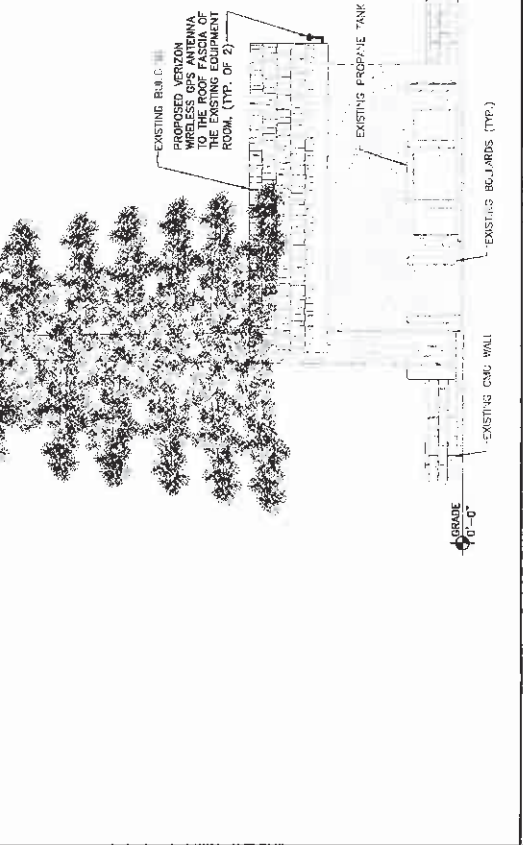 EXISTING BUILDING
PROPOSED VERIZON
WIRELESS GPS ANTENNA
TO THE ROOF FASCIA OF
THE EXISTING EQUIPMENT
ROOM, (TYP. OF 2)
EXISTING PROPANE TANK
EXISTING BOLLARDS (TYP.)
EXISTING CMU WALL
GRADE
0'-0"